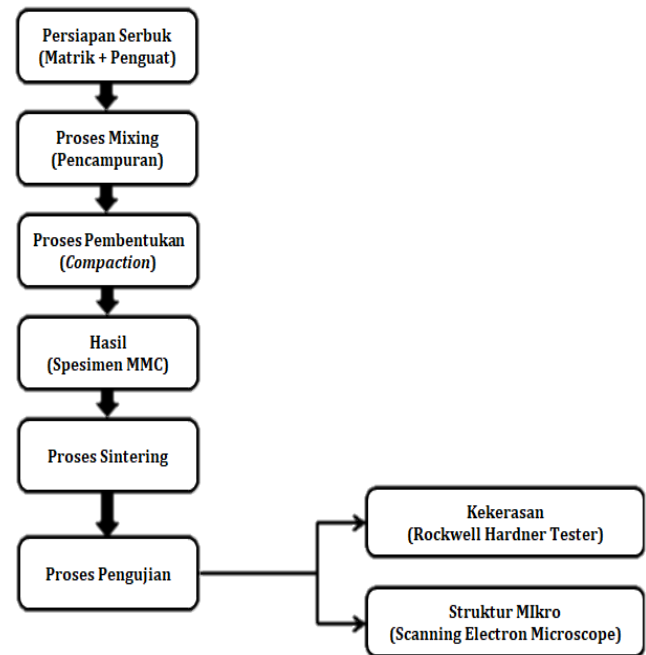 Persiapan Serbuk
(Matrik + Penguat)
Proses Mixing
(Pencampuran)
Proses Pembentukan
(Compaction)
Hasil
(Spesimen MMC)
Proses Sintering
Proses Pengujian
Kekerasan
(Rockwell Hardner Tester)
Struktur MIkro
(Scanning Electron Microscope)